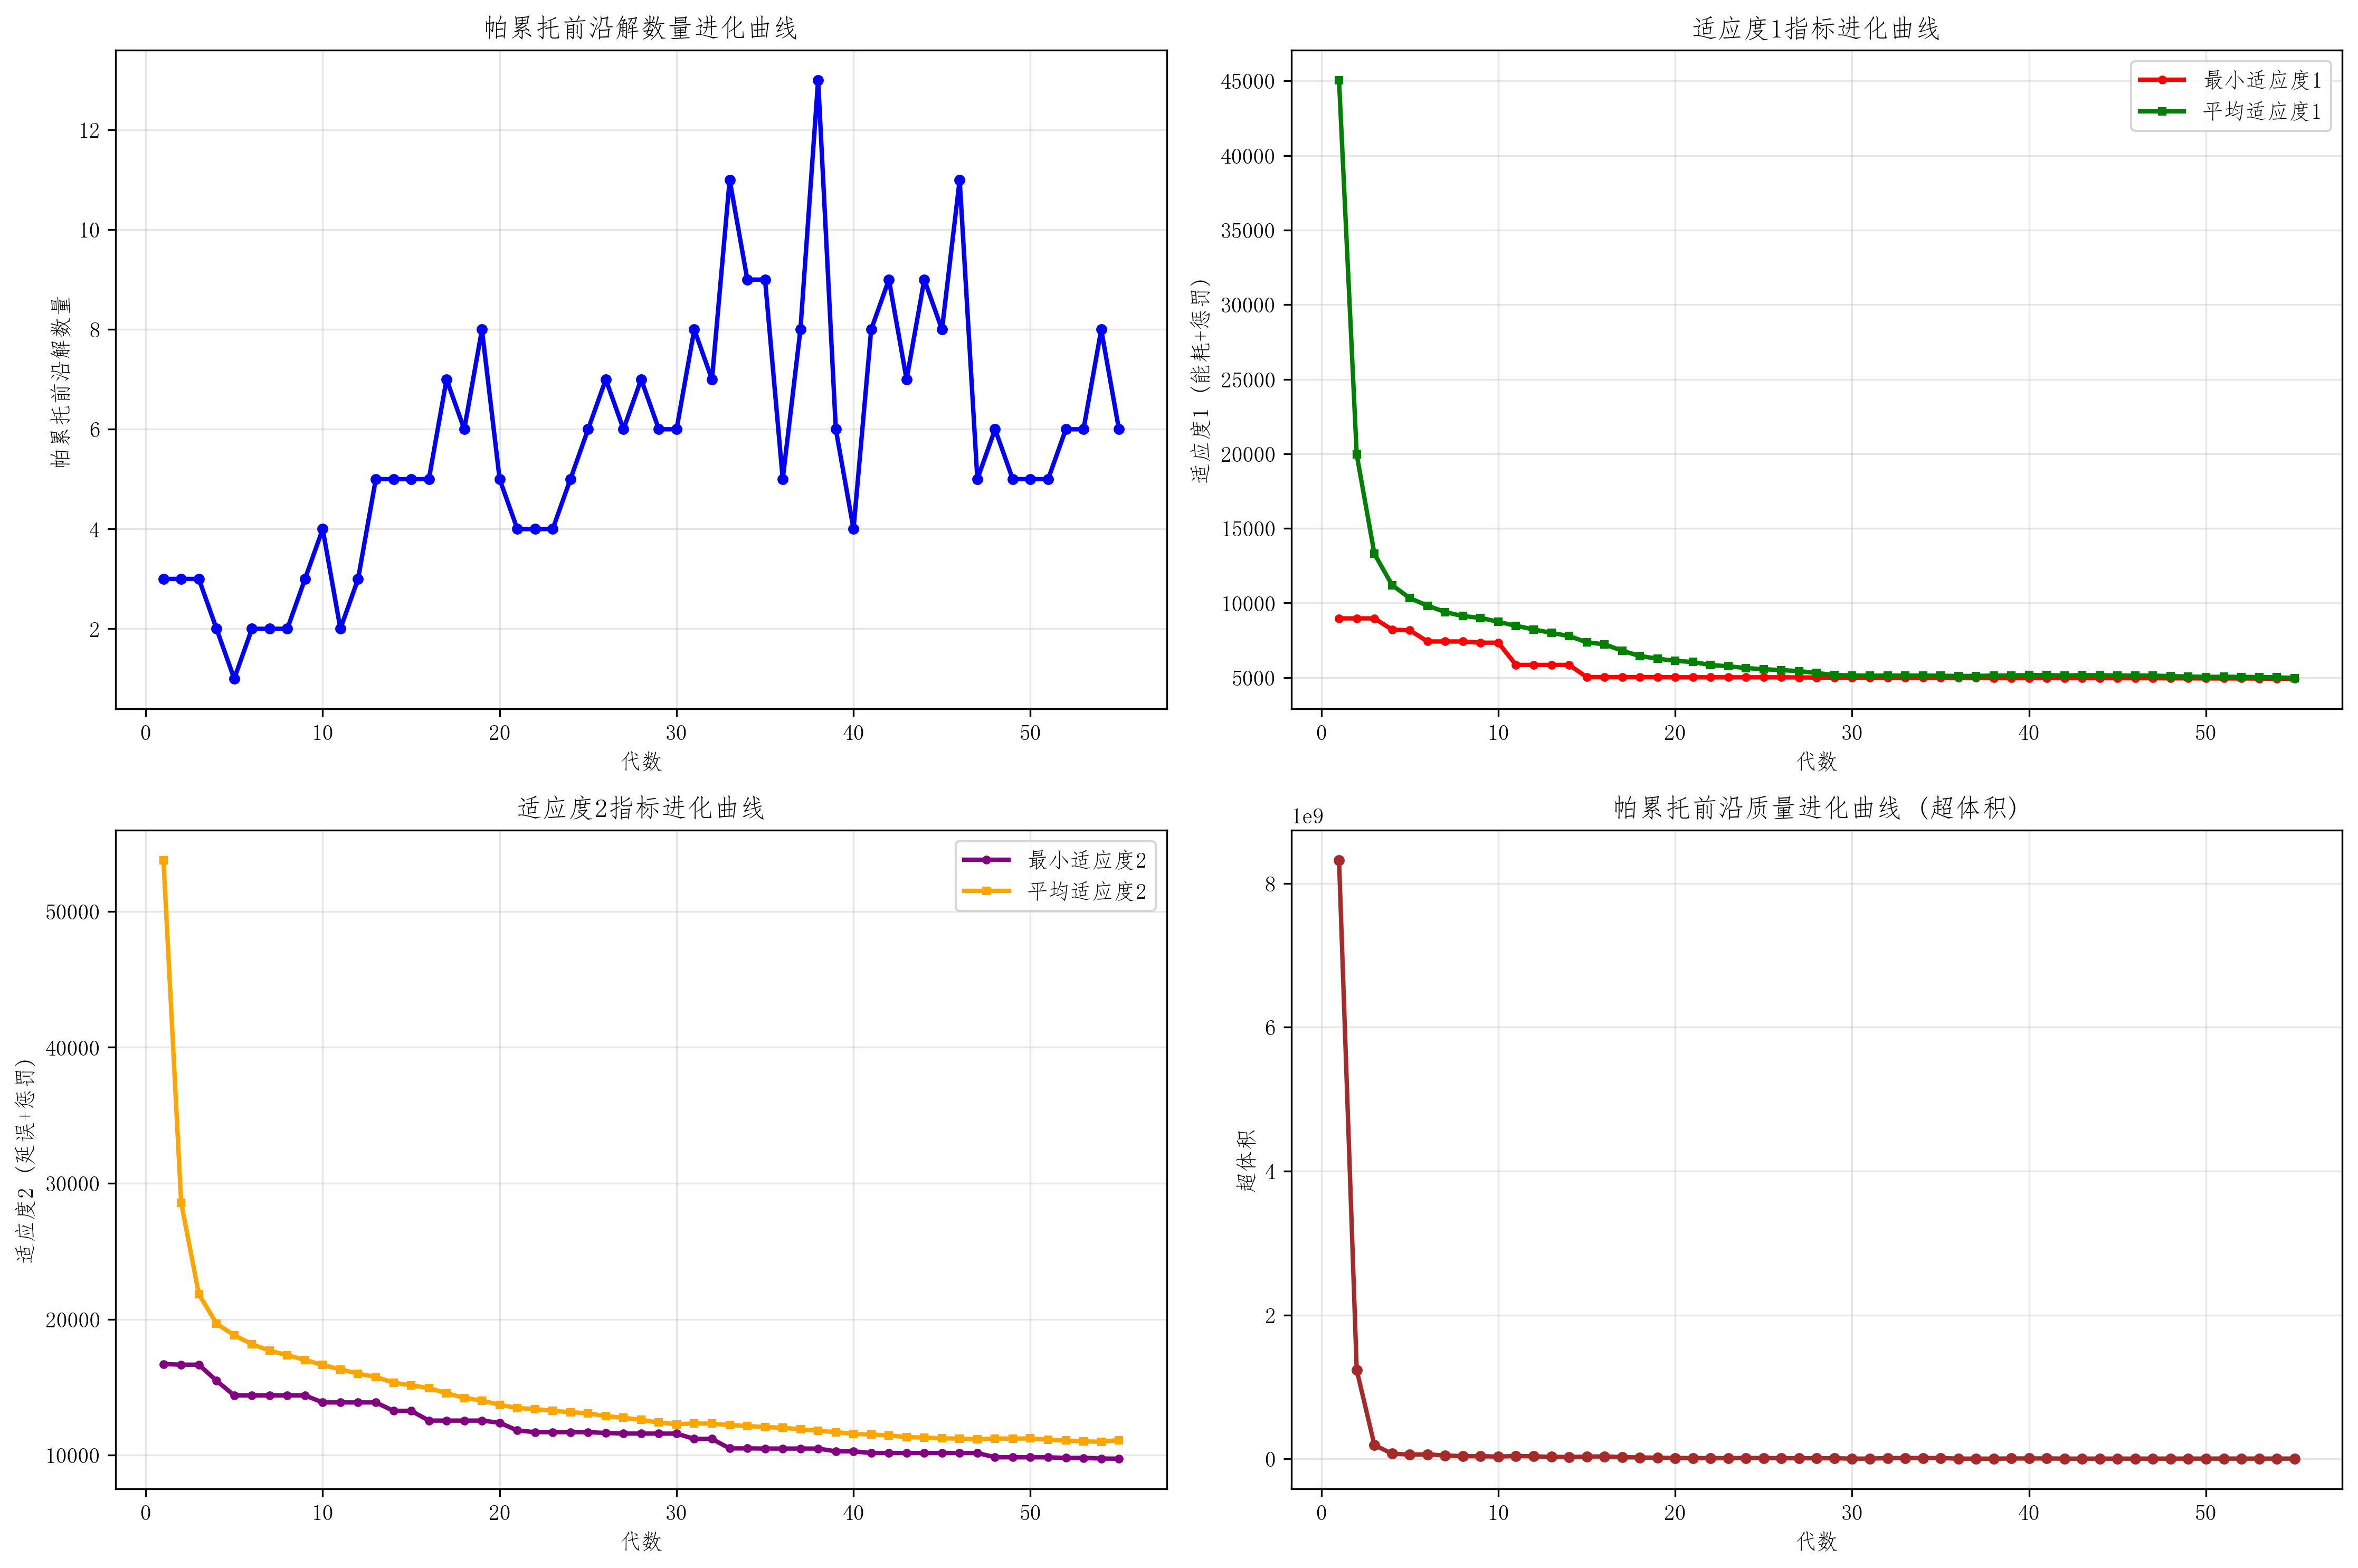 帕累托前沿解数量进化曲线
帕累托前沿解数量
12
10
8
6
4
2
0 10 20 30 40 50
代数
适应度1指标进化曲线
最小适应度1
平均适应度1
适应度1 (能耗+惩罚)
45000
40000
35000
30000
25000
20000
15000
10000
5000
0 10 20 30 40 50
代数
适应度2指标进化曲线
最小适应度2
平均适应度2
适应度2 (延误+惩罚)
50000
40000
30000
20000
10000
0 10 20 30 40 50
代数
帕累托前沿质量进化曲线 (超体积)
1e9
超体积
8
6
4
2
0
0 10 20 30 40 50
代数